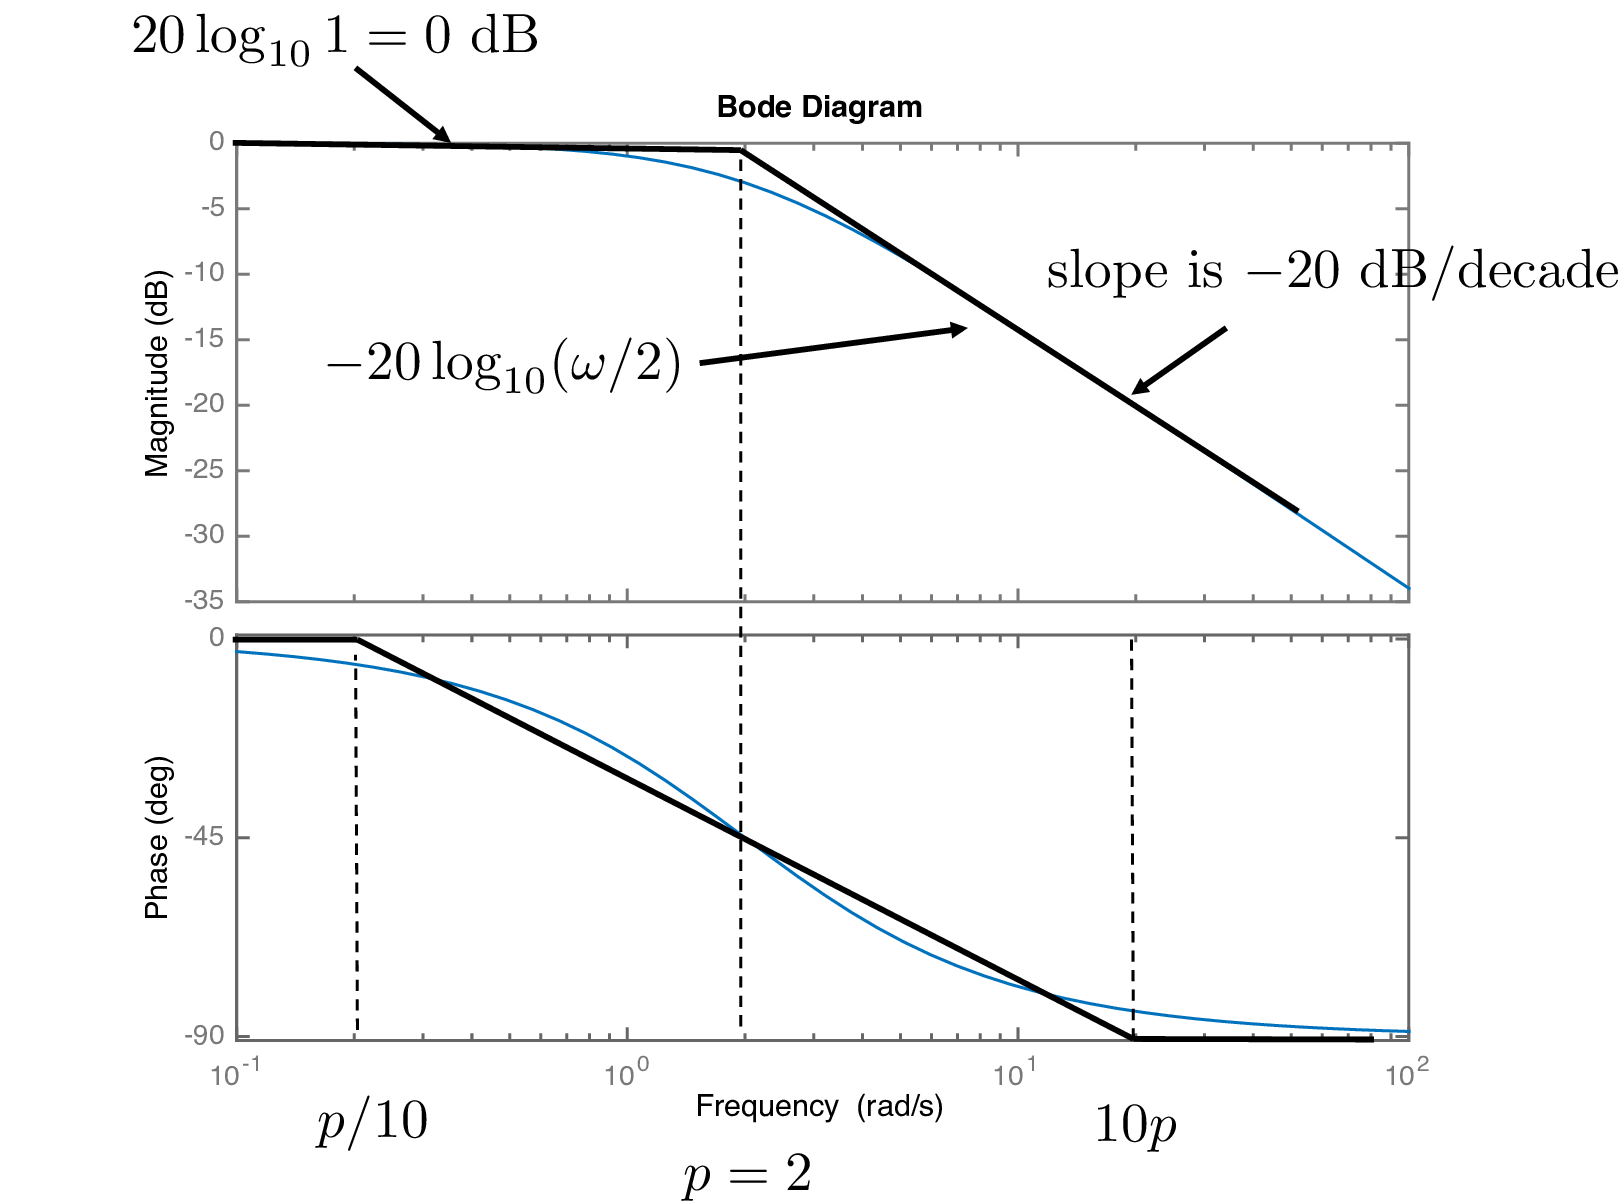 20 log₁₀ 1 = 0 dB
Bode Diagram
Magnitude (dB)
0
-5
-10
-15
-20
-25
-30
-35
slope is −20 dB/decade
−20 log₁₀(ω/2)
Phase (deg)
0
-45
-90
10⁻¹
10⁰
10¹
10²
Frequency (rad/s)
p/10
10p
p = 2